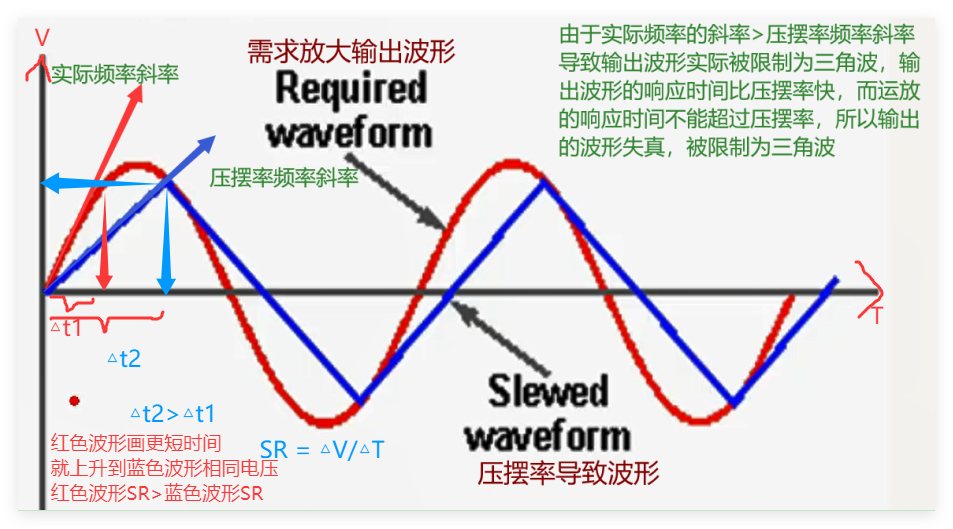 V
实际频率斜率
需求放大输出波形
Required
waveform
由于实际频率的斜率>压摆率频率斜率
导致输出波形实际被限制为三角波，输
出波形的响应时间比压摆率快，而运放
的响应时间不能超过压摆率，所以输出
的波形失真，被限制为三角波
压摆率频率斜率
T
△t1
△t2
△t2>△t1
Slewed
waveform
压摆率导致波形
SR = △V/△T
红色波形画更短时间
就上升到蓝色波形相同电压
红色波形SR>蓝色波形SR